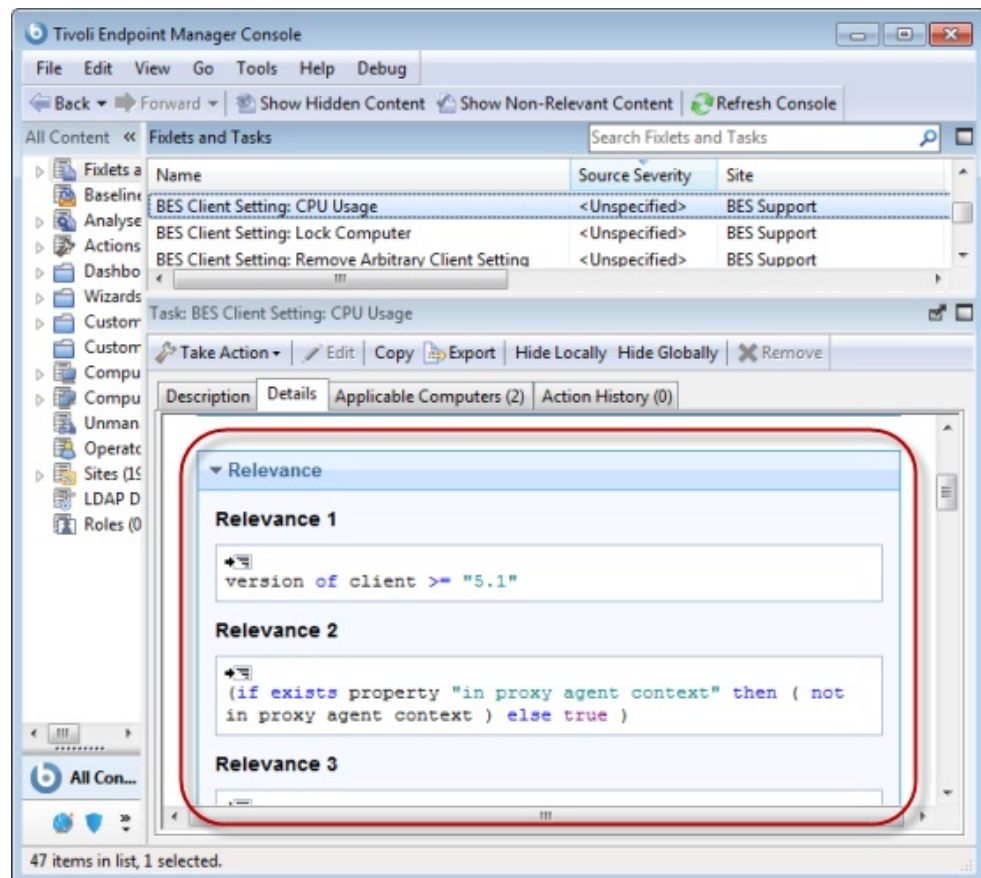 Tivoli Endpoint Manager Console
File Edit View Go Tools Help Debug
Back Forward Show Hidden Content Show Non-Relevant Content Refresh Console
All Content « Fixlets and Tasks Search Fixlets and Tasks
Name Source Severity Site
BES Client Setting: CPU Usage <Unspecified> BES Support
BES Client Setting: Lock Computer <Unspecified> BES Support
BES Client Setting: Remove Arbitrary Client Setting <Unspecified> BES Support
Fixlets a
Baseline
Analyse
Actions
Dashbo
Wizards
Custom
Custom
Compu
Compu
Unman
Operato
Sites (19
LDAP D
Roles (0
Task: BES Client Setting: CPU Usage
Take Action Edit Copy Export Hide Locally Hide Globally Remove
Description Details Applicable Computers (2) Action History (0)
Relevance
Relevance 1
version of client >= "5.1"
Relevance 2
(if exists property "in proxy agent context" then ( not
in proxy agent context ) else true )
Relevance 3
All Con...
47 items in list, 1 selected.